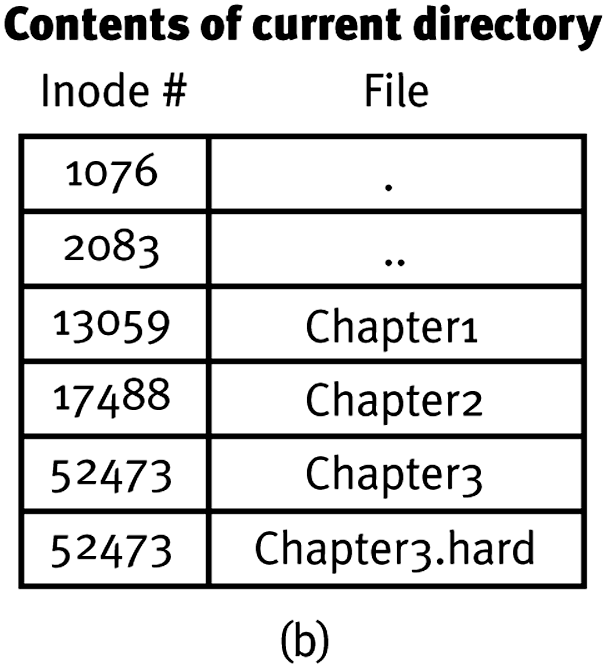 Contents of current directory
Inode # File
1076 .
2083 ..
13059 Chapter1
17488 Chapter2
52473 Chapter3
52473 Chapter3.hard
(b)